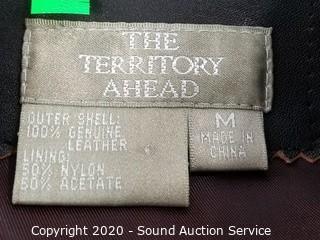 THE
TERRITORY
AHEAD
OUTER SHELL:
100% GENUINE
LEATHER
LINING:
50% NYLON
50% ACETATE
M
MADE IN
CHINA
Copyright 2020 - Sound Auction Service